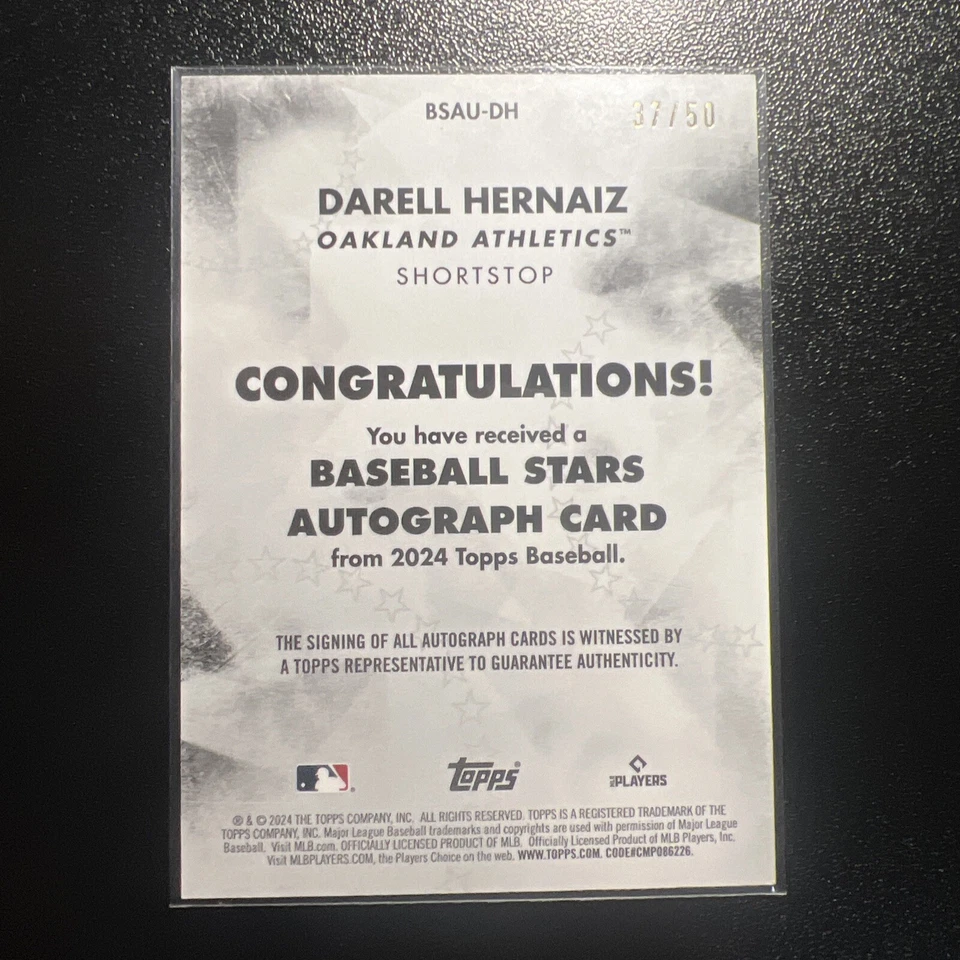 BSAU-DH
37/50
DARELL HERNAIZ
OAKLAND ATHLETICS™
SHORTSTOP
CONGRATULATIONS!
You have received a
BASEBALL STARS
AUTOGRAPH CARD
from 2024 Topps Baseball.
THE SIGNING OF ALL AUTOGRAPH CARDS IS WITNESSED BY
A TOPPS REPRESENTATIVE TO GUARANTEE AUTHENTICITY.
Topps®
MLB PLAYERS
® & © 2024 THE TOPPS COMPANY, INC. ALL RIGHTS RESERVED. TOPPS IS A REGISTERED TRADEMARK OF THE
TOPPS COMPANY, INC. Major League Baseball trademarks and copyrights are used with permission of Major League
Baseball. Visit MLB.com. OFFICIALLY LICENSED PRODUCT OF MLB. Officially Licensed Product of MLB Players, Inc.
Visit MLBPLAYERS.COM, the Players Choice on the web. WWW.TOPPS.COM. CODE#CMP086226.